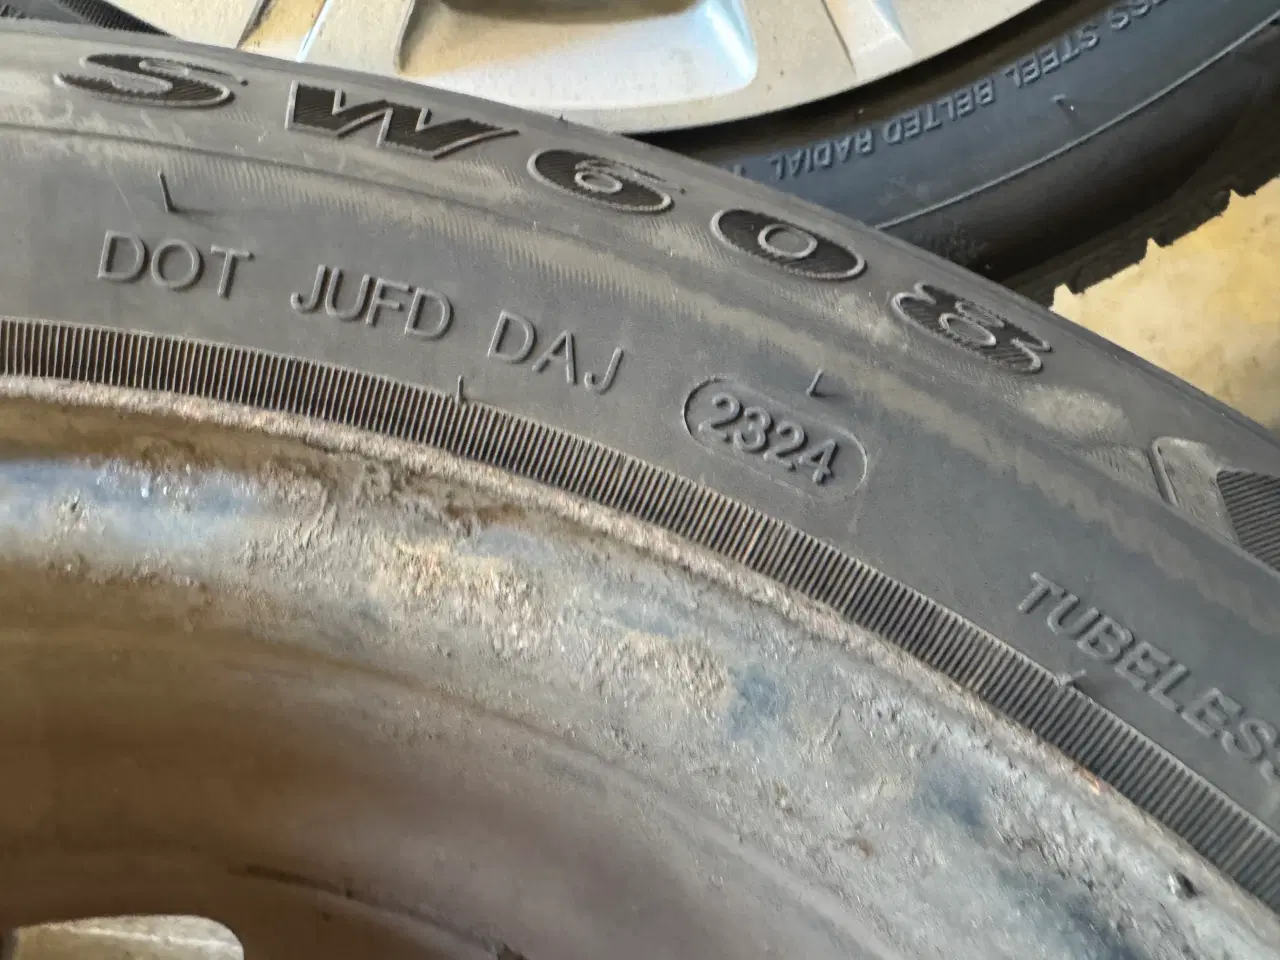 SW608
DOT JUFD DAJ 2324
TUBELESS
STEEL BELTED RADIAL